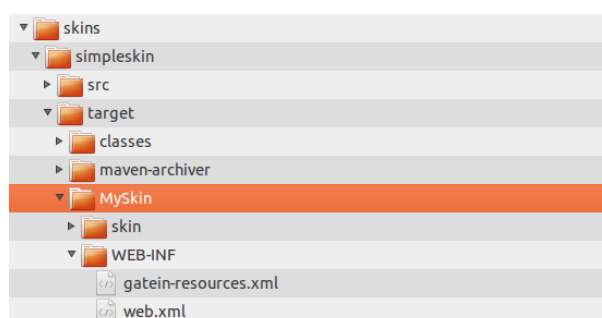 skins
simpleskin
src
target
classes
maven-archiver
MySkin
skin
WEB-INF
gatein-resources.xml
web.xml